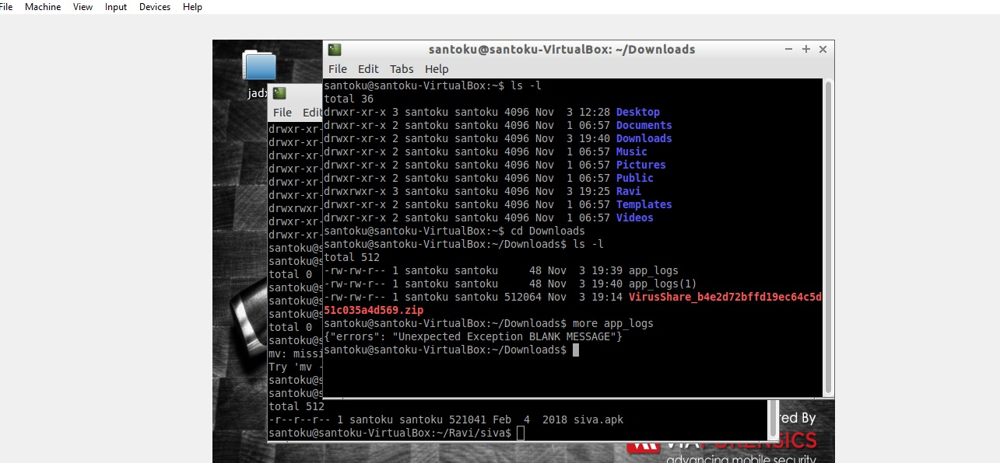 File Machine View Input Devices Help
santoku@santoku-VirtualBox: ~/Downloads
File Edit Tabs Help
santoku@santoku-VirtualBox:~$ ls -l
total 36
drwxr-xr-x 3 santoku santoku 4096 Nov  3 12:28 Desktop
drwxr-xr-x 2 santoku santoku 4096 Nov  1 06:57 Documents
drwxr-xr-x 2 santoku santoku 4096 Nov  3 19:40 Downloads
drwxr-xr-x 2 santoku santoku 4096 Nov  1 06:57 Music
drwxr-xr-x 2 santoku santoku 4096 Nov  1 06:57 Pictures
drwxr-xr-x 2 santoku santoku 4096 Nov  1 06:57 Public
drwxrwxr-x 3 santoku santoku 4096 Nov  3 19:25 Ravi
drwxr-xr-x 2 santoku santoku 4096 Nov  1 06:57 Templates
drwxr-xr-x 2 santoku santoku 4096 Nov  1 06:57 Videos
santoku@santoku-VirtualBox:~$ cd Downloads
santoku@santoku-VirtualBox:~/Downloads$ ls -l
total 512
-rw-rw-r-- 1 santoku santoku     48 Nov  3 19:39 app_logs
-rw-rw-r-- 1 santoku santoku     48 Nov  3 19:40 app_logs(1)
-rw-rw-r-- 1 santoku santoku 512064 Nov  3 19:14 VirusShare_b4e2d72bffd19ec64c5d
51c035a4d569.zip
santoku@santoku-VirtualBox:~/Downloads$ more app_logs
{"errors": "Unexpected Exception BLANK MESSAGE"}
santoku@santoku-VirtualBox:~/Downloads$
jadx
File Edit
drwxr-xr-
drwxr-xr-
drwxr-xr-
drwxr-xr-
drwxr-xr-
drwxr-xr-
drwxrwxr-
drwxr-xr-
drwxr-xr-
santoku@s
santoku@s
total 0
santoku@s
santoku@s
santoku@s
total 0
santoku@s
mv: missi
Try 'mv -
santoku@s
santoku@s
total 512
-r--r--r-- 1 santoku santoku 521041 Feb  4  2018 siva.apk
santoku@santoku-VirtualBox:~/Ravi/siva$
red By
VIAFORENSICS
advancing mobile security